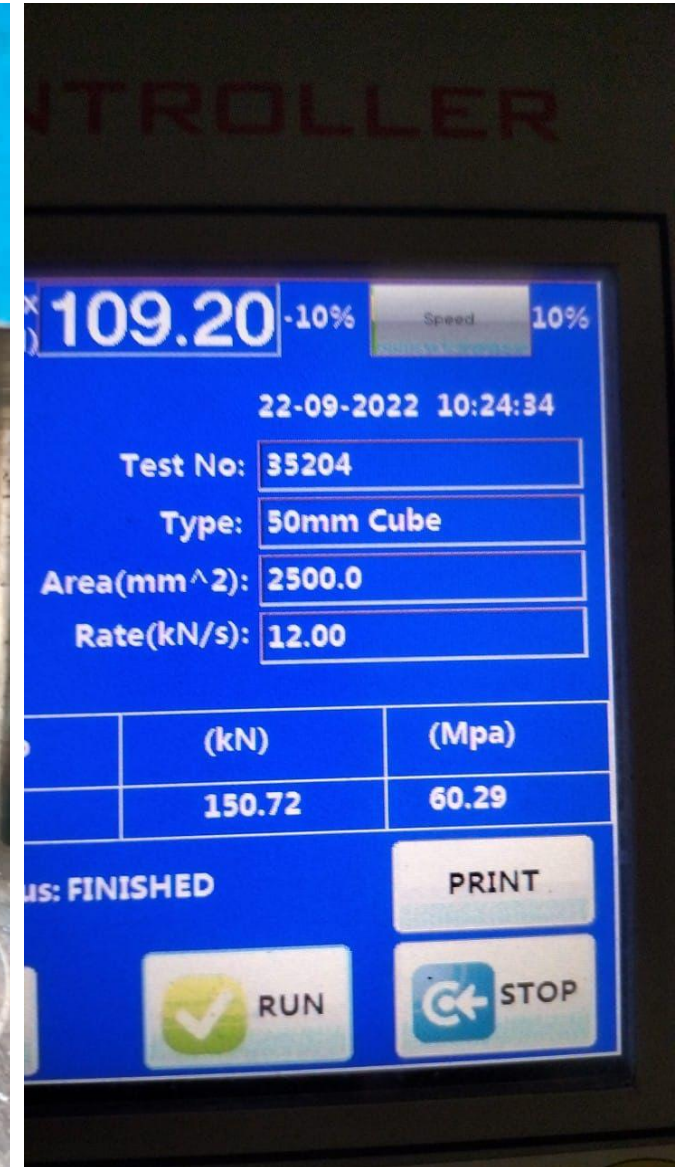 NTROLLER
109.20 -10% Speed 10%
22-09-2022 10:24:34
Test No: 35204
Type: 50mm Cube
Area(mm^2): 2500.0
Rate(kN/s): 12.00
(kN) (Mpa)
150.72 60.29
us: FINISHED PRINT
RUN STOP